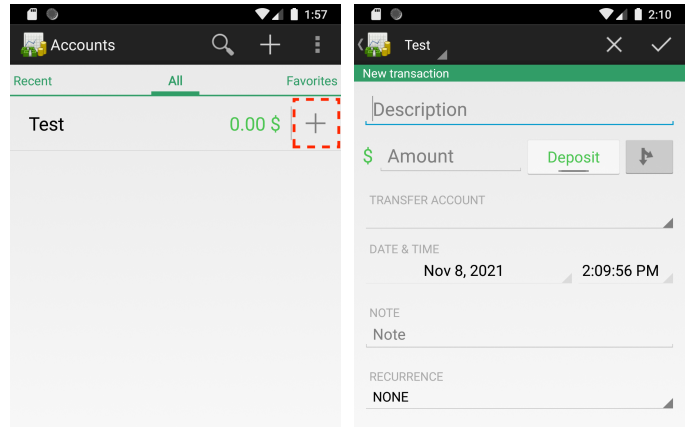 1:57
Accounts
Recent All Favorites
Test 0.00 $
2:10
Test
New transaction
Description
$ Amount Deposit
TRANSFER ACCOUNT
DATE & TIME
Nov 8, 2021 2:09:56 PM
NOTE
Note
RECURRENCE
NONE